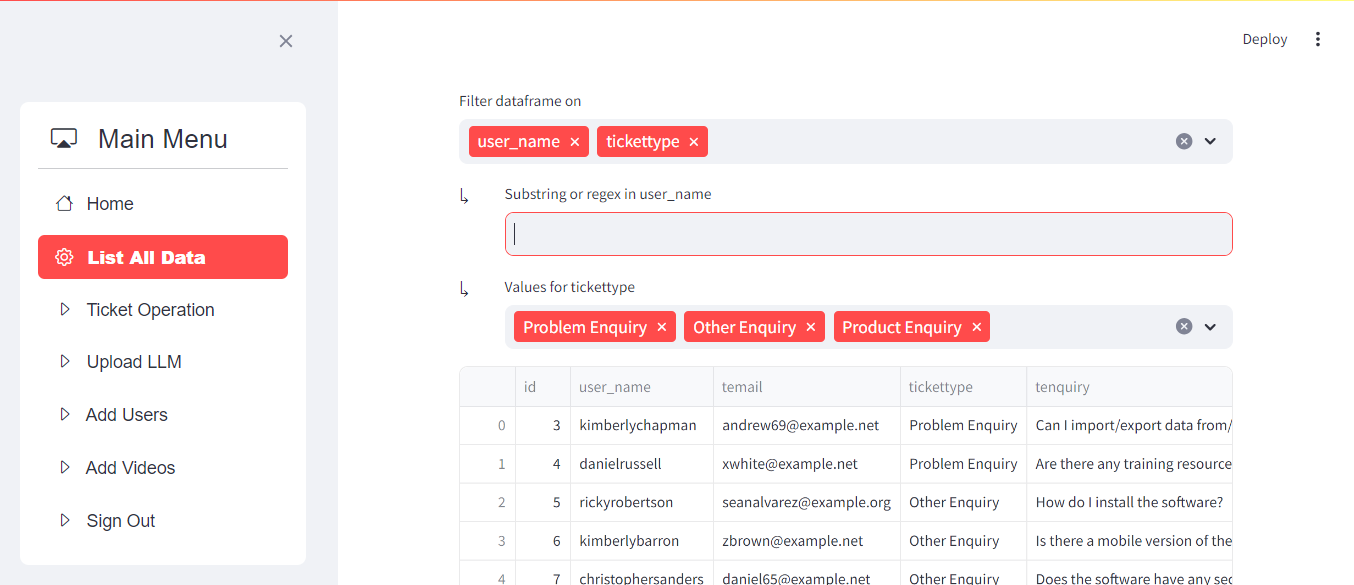 Deploy
Main Menu
Home
List All Data
Ticket Operation
Upload LLM
Add Users
Add Videos
Sign Out
Filter dataframe on
user_name × tickettype ×
Substring or regex in user_name
Values for tickettype
Problem Enquiry × Other Enquiry × Product Enquiry ×
id user_name temail tickettype tenquiry
0 3 kimberlychapman andrew69@example.net Problem Enquiry Can I import/export data from/
1 4 danielrussell xwhite@example.net Problem Enquiry Are there any training resource
2 5 rickyrobertson seanalvarez@example.org Other Enquiry How do I install the software?
3 6 kimberlybarron zbrown@example.net Other Enquiry Is there a mobile version of the
4 7 christophersanders daniel65@example.net Other Enquiry Does the software have any sec